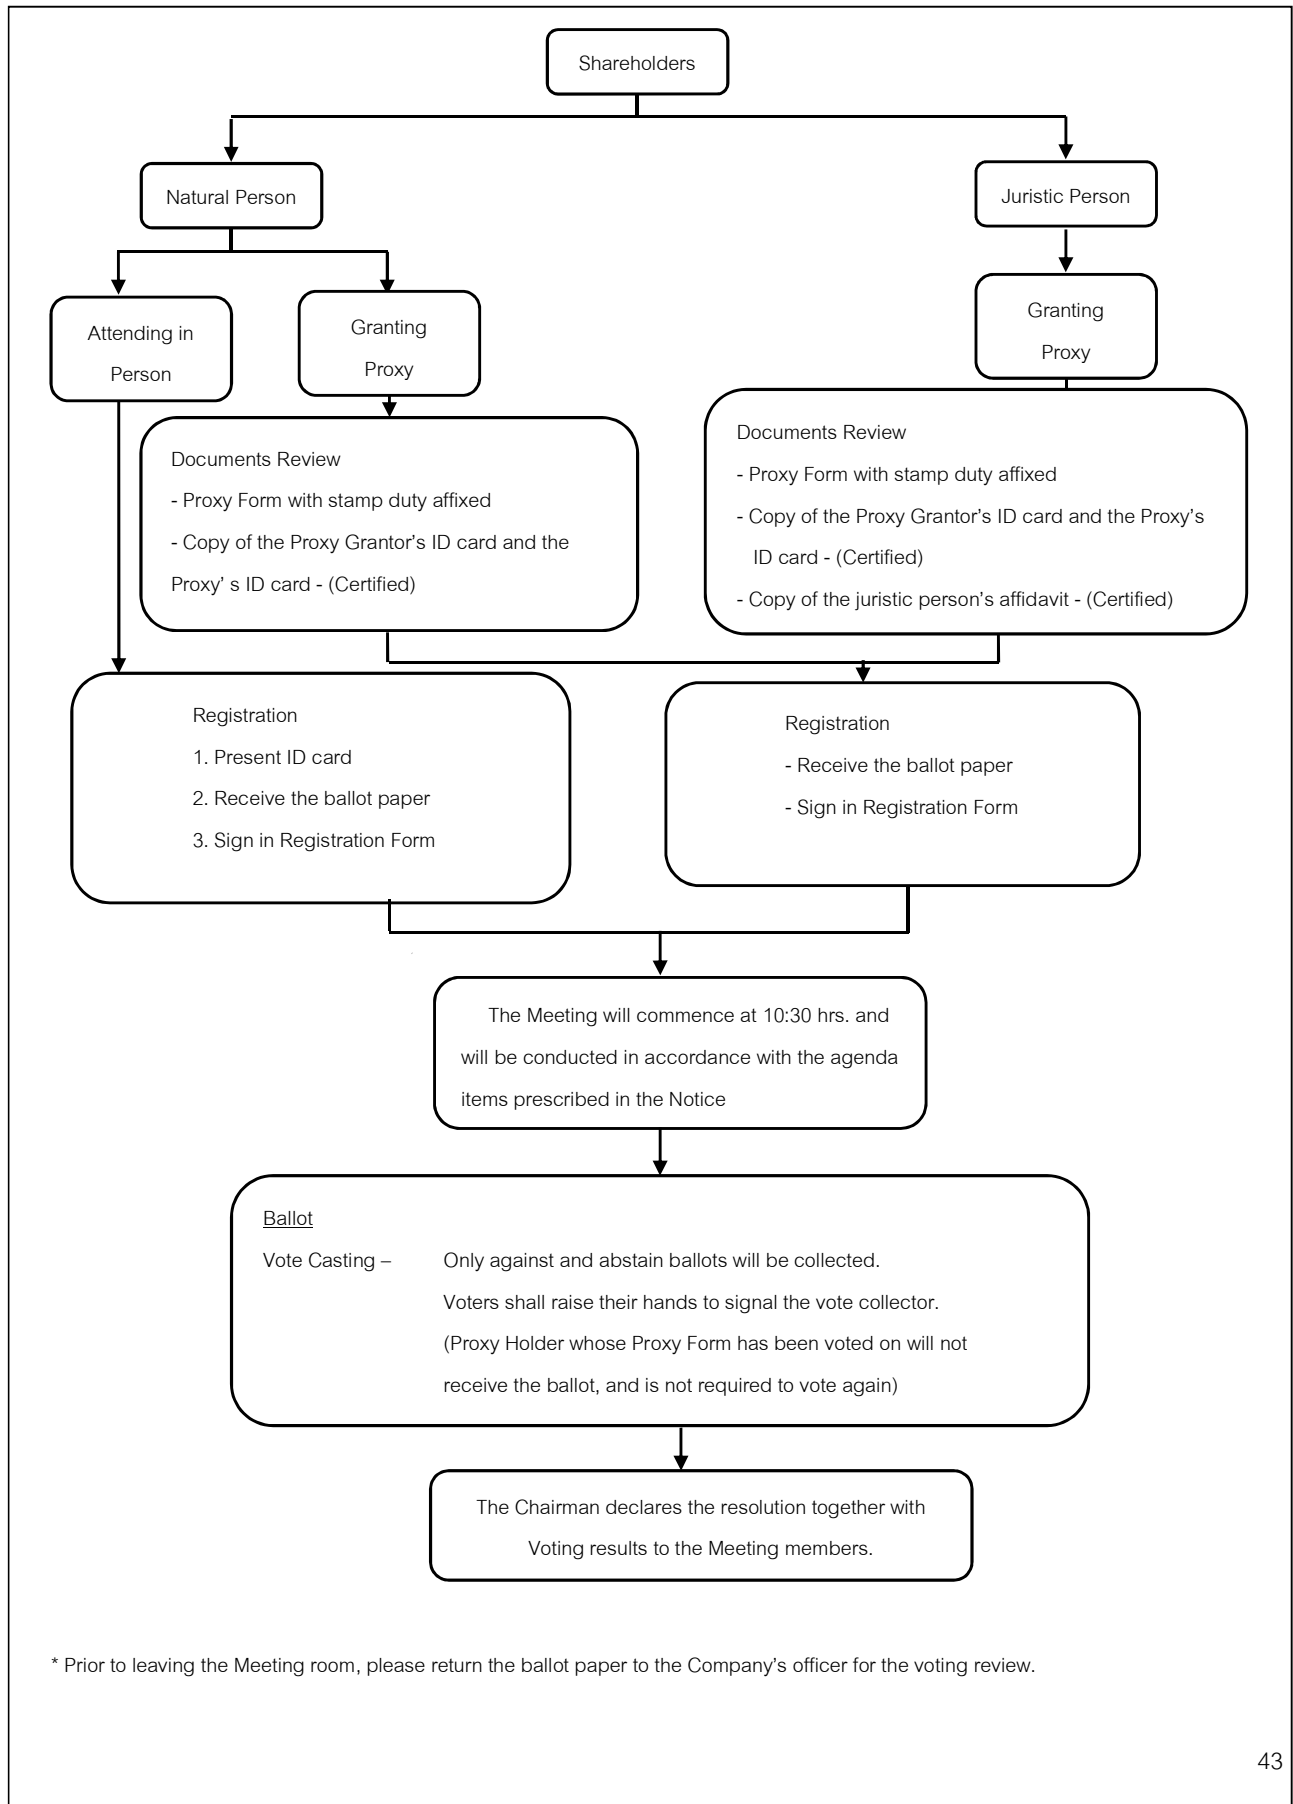 Shareholders
Natural Person
Juristic Person
Attending in
Person
Granting
Proxy
Granting
Proxy
Documents Review
- Proxy Form with stamp duty affixed
- Copy of the Proxy Grantor’s ID card and the
Proxy’ s ID card - (Certified)
Documents Review
- Proxy Form with stamp duty affixed
- Copy of the Proxy Grantor’s ID card and the Proxy’s
ID card - (Certified)
- Copy of the juristic person’s affidavit - (Certified)
Registration
1. Present ID card
2. Receive the ballot paper
3. Sign in Registration Form
Registration
- Receive the ballot paper
- Sign in Registration Form
The Meeting will commence at 10:30 hrs. and
will be conducted in accordance with the agenda
items prescribed in the Notice
Ballot
Vote Casting – Only against and abstain ballots will be collected.
Voters shall raise their hands to signal the vote collector.
(Proxy Holder whose Proxy Form has been voted on will not
receive the ballot, and is not required to vote again)
The Chairman declares the resolution together with
Voting results to the Meeting members.
* Prior to leaving the Meeting room, please return the ballot paper to the Company’s officer for the voting review.
43